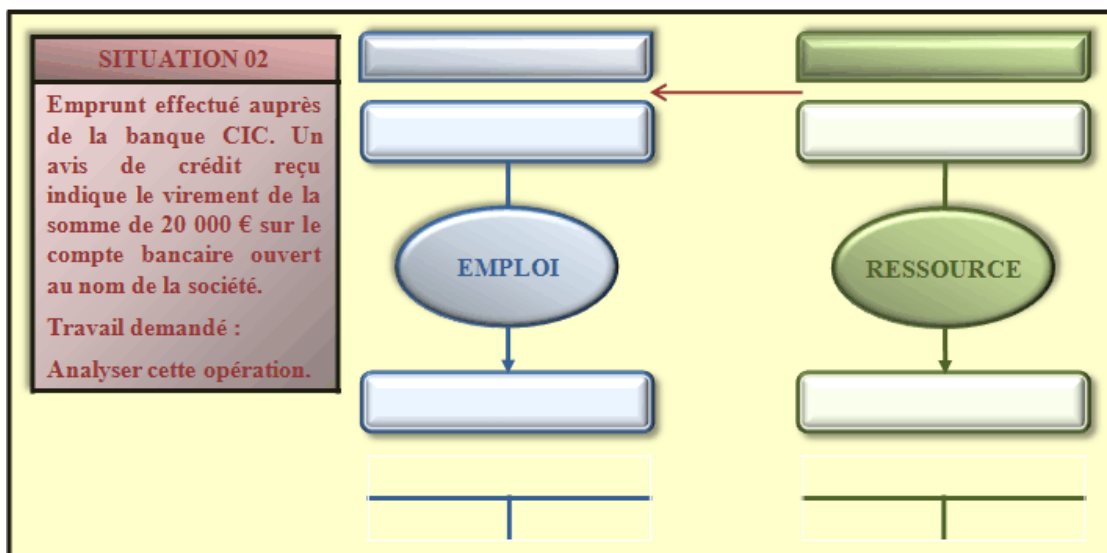 SITUATION 02
Emprunt effectué auprès
de la banque CIC. Un
avis de crédit reçu
indique le virement de la
somme de 20 000 € sur le
compte bancaire ouvert
au nom de la société.
Travail demandé :
Analyser cette opération.
EMPLOI
RESSOURCE